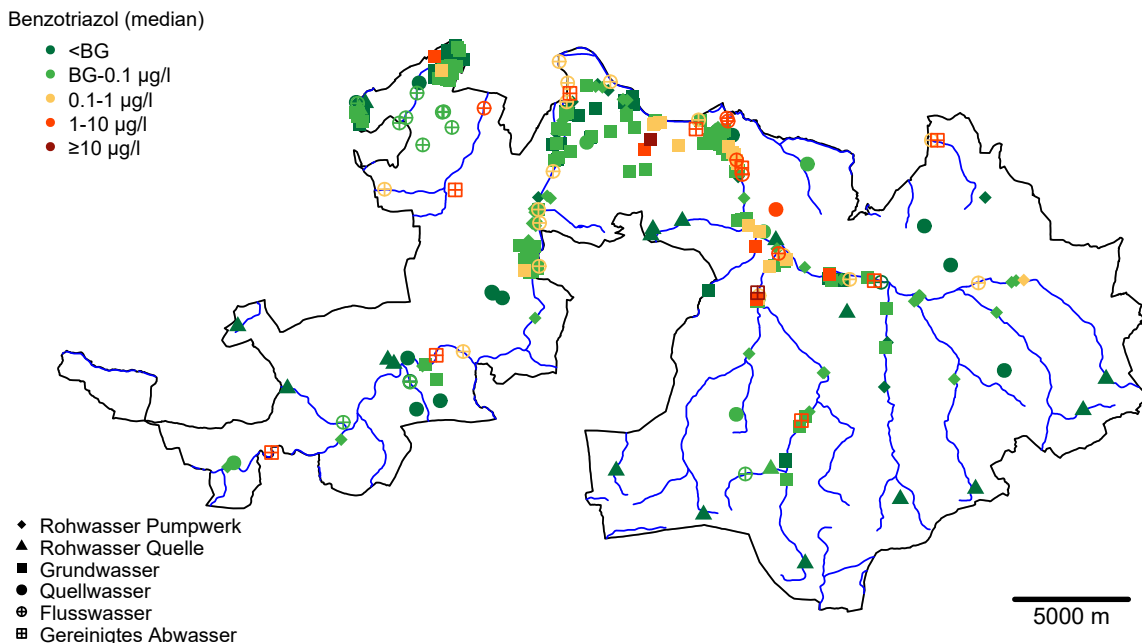 Benzotriazol (median)
<BG
BG-0.1 µg/l
0.1-1 µg/l
1-10 µg/l
≥10 µg/l
Rohwasser Pumpwerk
Rohwasser Quelle
Grundwasser
Quellwasser
Flusswasser
Gereinigtes Abwasser
5000 m